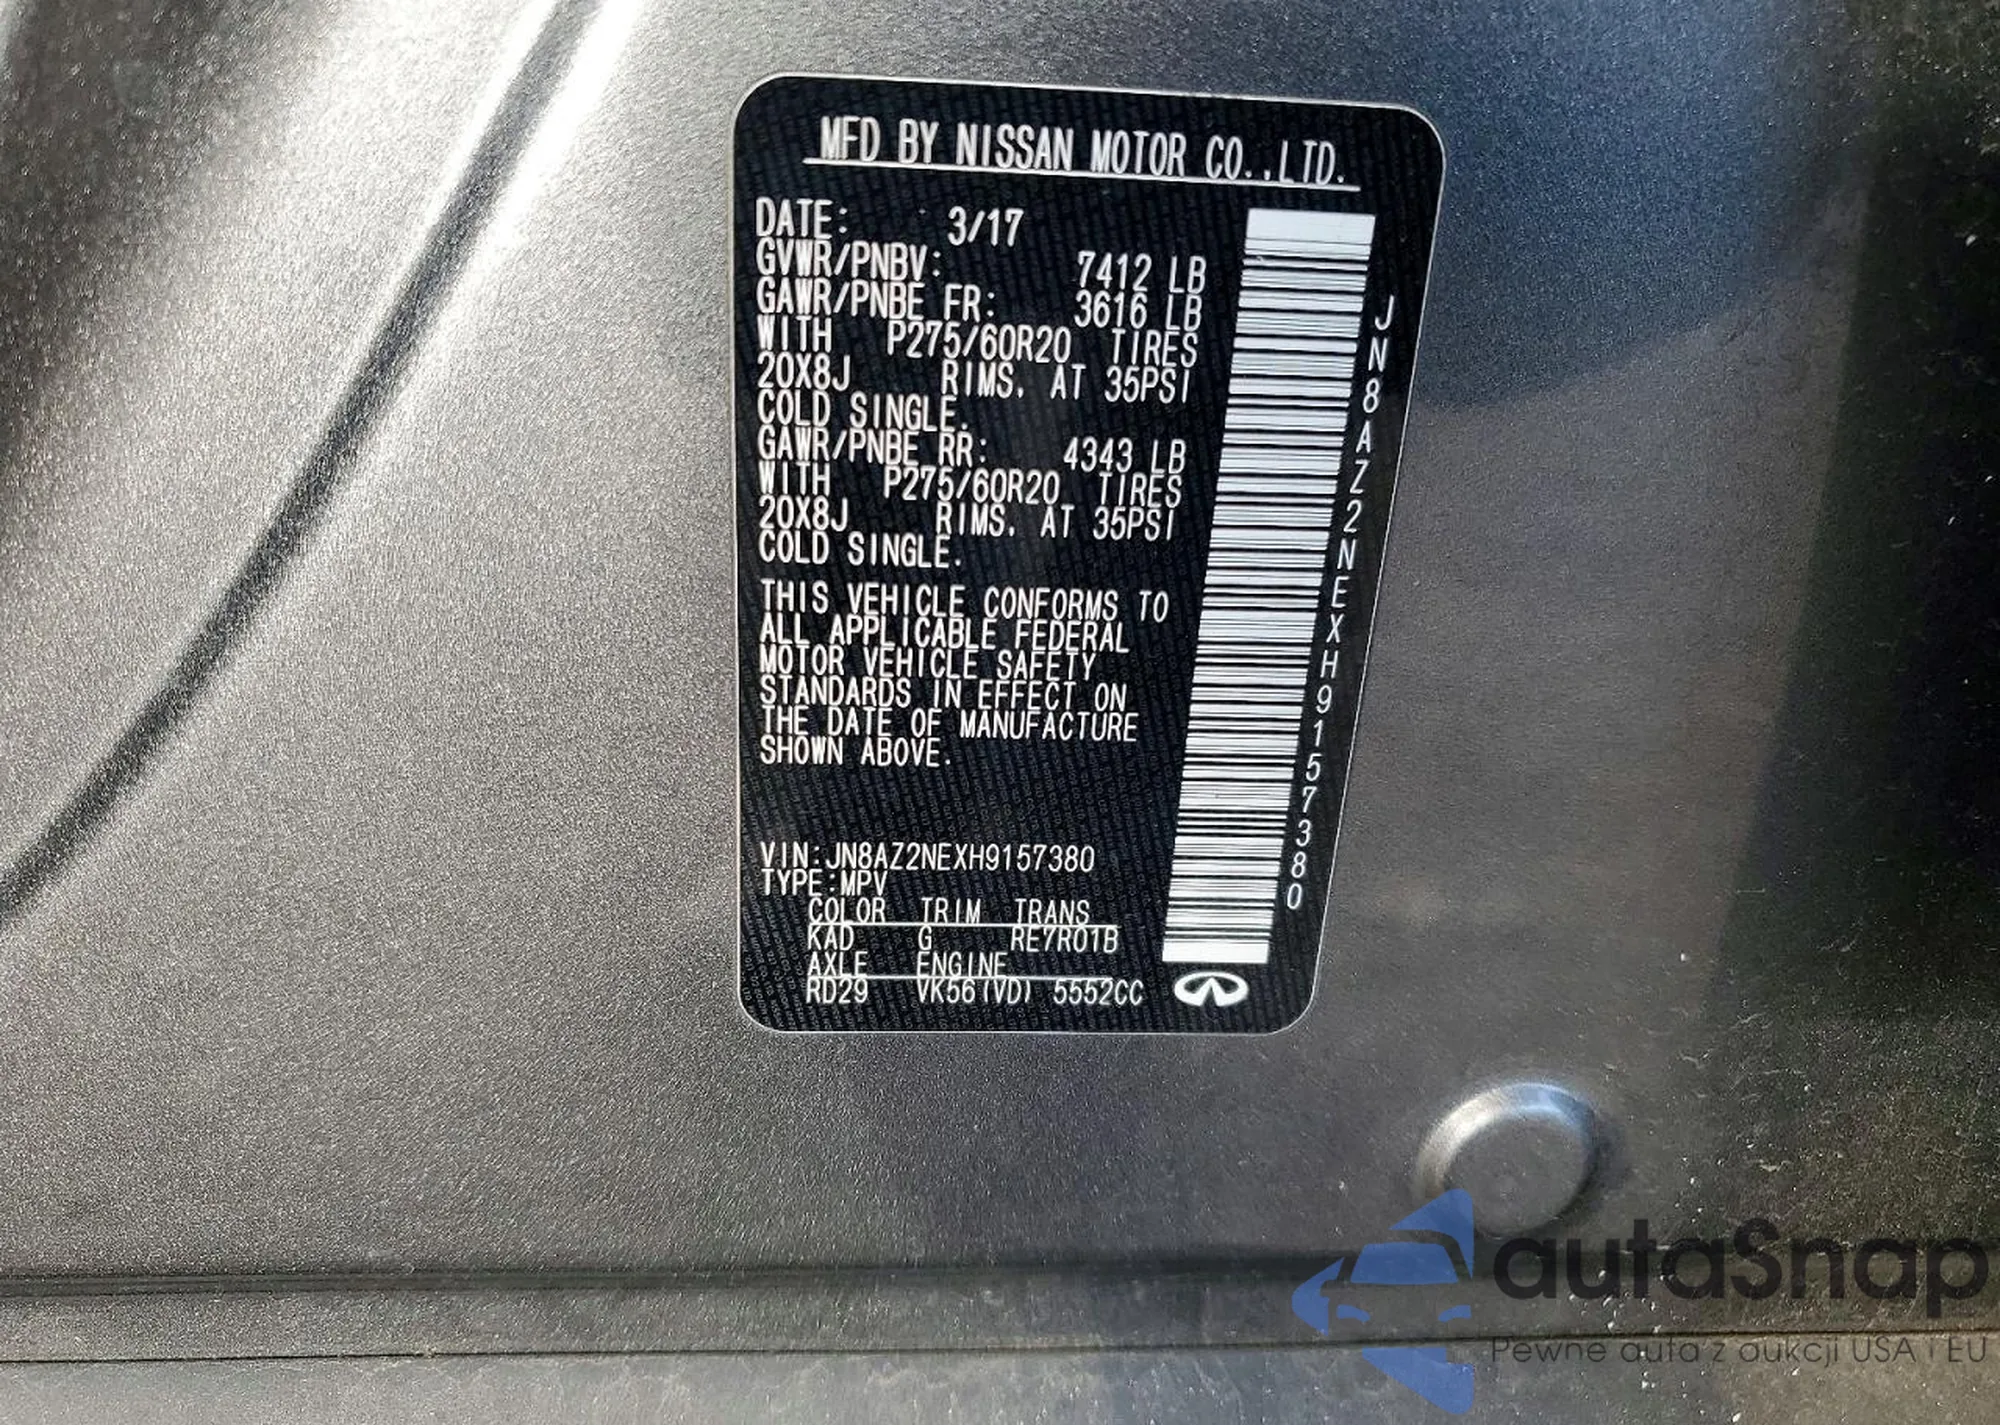 MFD BY NISSAN MOTOR CO.,LTD.
DATE: 3/17
GVWR/PNBV: 7412 LB
GAWR/PNBE FR: 3616 LB
WITH P275/60R20 TIRES
20X8J RIMS. AT 35PSI
COLD SINGLE.
GAWR/PNBE RR: 4343 LB
WITH P275/60R20 TIRES
20X8J RIMS. AT 35PSI
COLD SINGLE.
THIS VEHICLE CONFORMS TO
ALL APPLICABLE FEDERAL
MOTOR VEHICLE SAFETY
STANDARDS IN EFFECT ON
THE DATE OF MANUFACTURE
SHOWN ABOVE.
VIN:JN8AZ2NEXH9157380
TYPE:MPV
COLOR TRIM TRANS
KAD G RE7R01B
AXLE ENGINE
RD29 VK56(VD) 5552CC
JN8AZ2NEXH9157380
autaSnap
Pewne auta z aukcji USA i EU